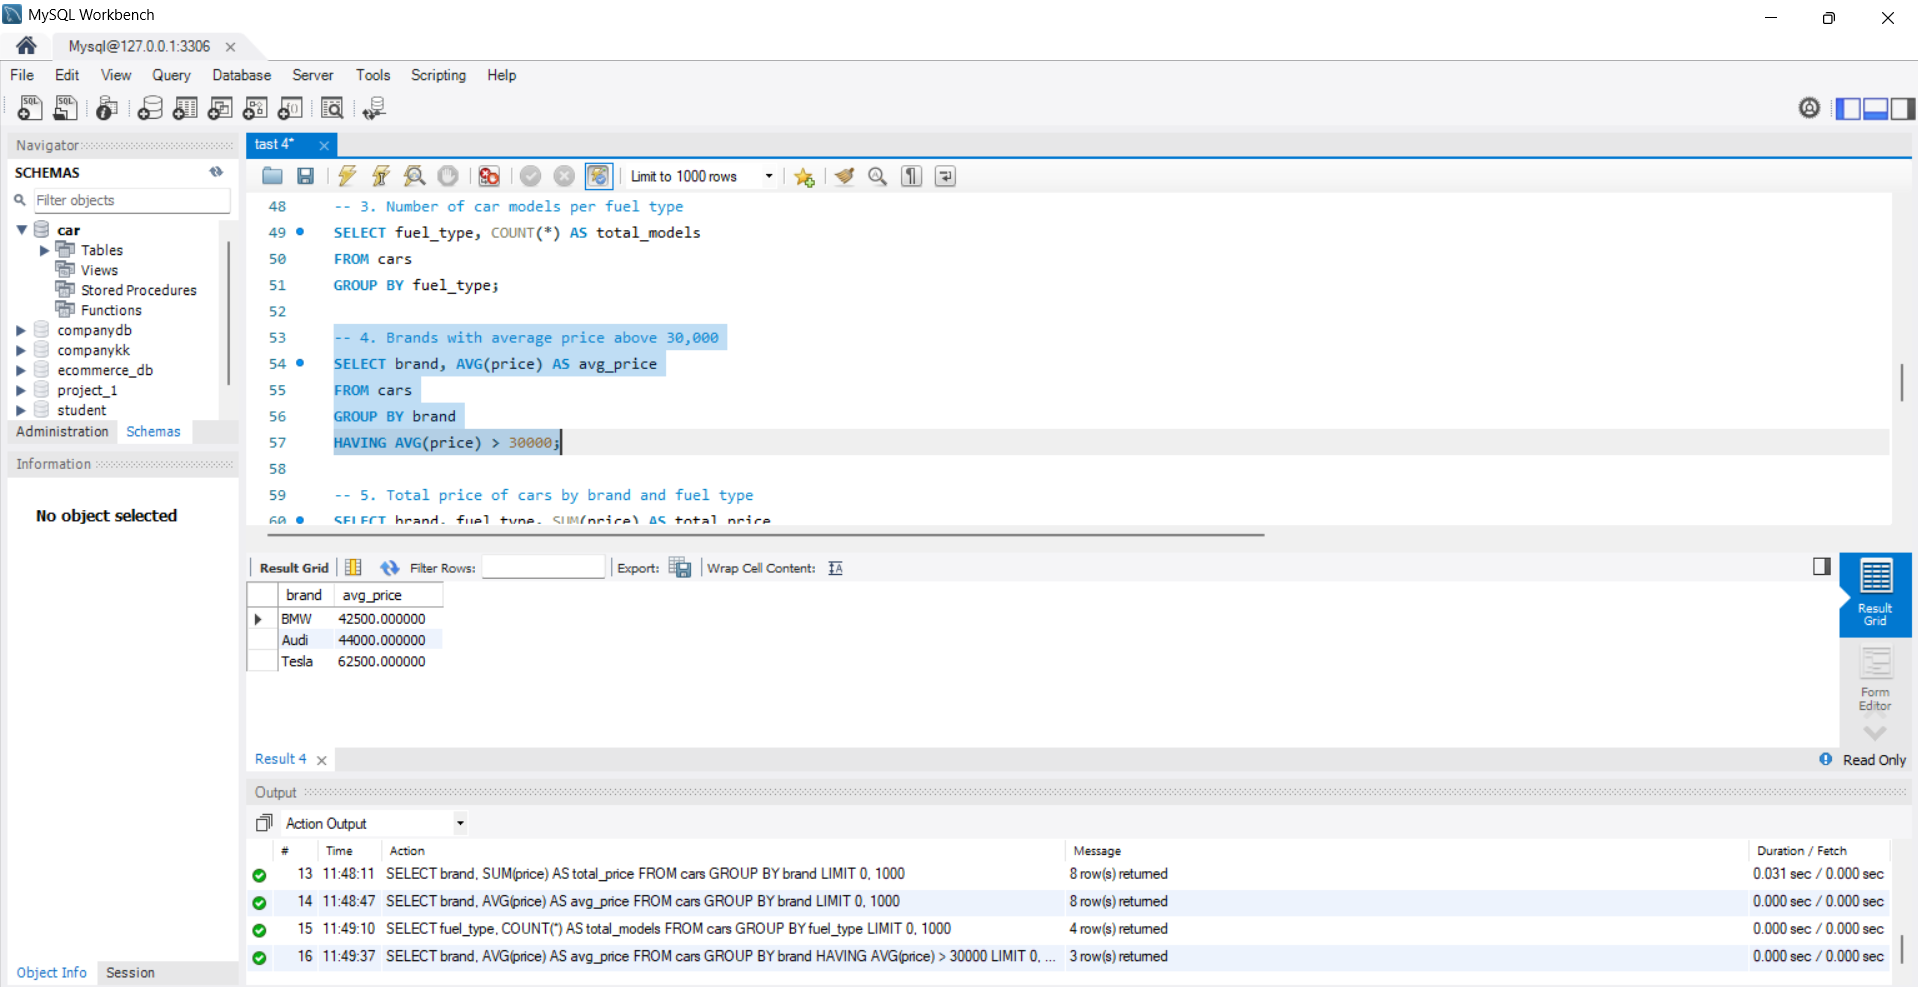 MySQL Workbench
Mysql@127.0.0.1:3306
File Edit View Query Database Server Tools Scripting Help
Navigator
SCHEMAS
Filter objects
car
Tables
Views
Stored Procedures
Functions
companydb
companykk
ecommerce_db
project_1
student
Administration Schemas
Information
No object selected
Object Info Session
tast 4*
Limit to 1000 rows
48 -- 3. Number of car models per fuel type
49 SELECT fuel_type, COUNT(*) AS total_models
50 FROM cars
51 GROUP BY fuel_type;
52
53 -- 4. Brands with average price above 30,000
54 SELECT brand, AVG(price) AS avg_price
55 FROM cars
56 GROUP BY brand
57 HAVING AVG(price) > 30000;
58
59 -- 5. Total price of cars by brand and fuel type
60 SELECT brand, fuel_type, SUM(price) AS total_price
Result Grid Filter Rows: Export: Wrap Cell Content:
brand avg_price
BMW 42500.000000
Audi 44000.000000
Tesla 62500.000000
Result Grid
Form Editor
Result 4
Read Only
Output
Action Output
# Time Action Message Duration / Fetch
13 11:48:11 SELECT brand, SUM(price) AS total_price FROM cars GROUP BY brand LIMIT 0, 1000 8 row(s) returned 0.031 sec / 0.000 sec
14 11:48:47 SELECT brand, AVG(price) AS avg_price FROM cars GROUP BY brand LIMIT 0, 1000 8 row(s) returned 0.000 sec / 0.000 sec
15 11:49:10 SELECT fuel_type, COUNT(*) AS total_models FROM cars GROUP BY fuel_type LIMIT 0, 1000 4 row(s) returned 0.000 sec / 0.000 sec
16 11:49:37 SELECT brand, AVG(price) AS avg_price FROM cars GROUP BY brand HAVING AVG(price) > 30000 LIMIT 0, ... 3 row(s) returned 0.000 sec / 0.000 sec